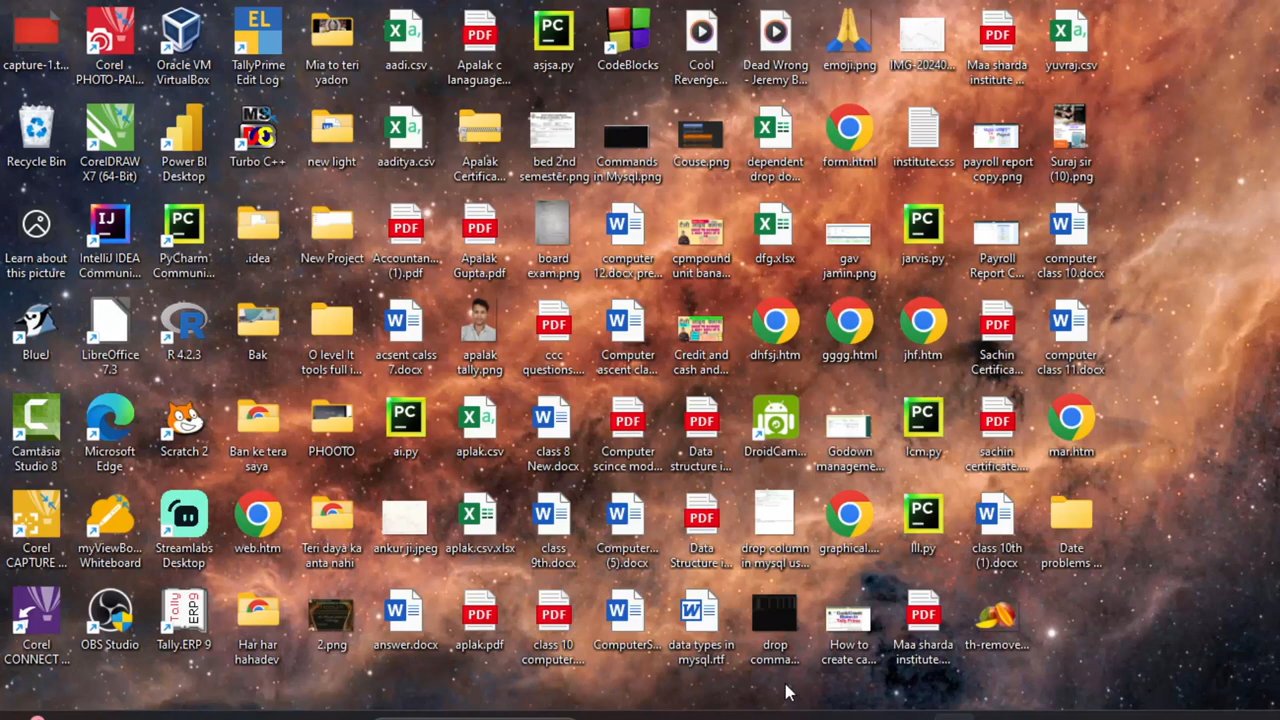 capture-1.t...
Corel PHOTO-PAI...
Oracle VM VirtualBox
TallyPrime Edit Log
Mia to teri yadon
aadi.csv
Apalak c lanaguage...
asjsa.py
CodeBlocks
Cool Revenge...
Dead Wrong - Jeremy B...
emoji.png
IMG-20240...
Maa sharda institute ...
yuvraj.csv
Recycle Bin
CorelDRAW X7 (64-Bit)
Power BI Desktop
Turbo C++
new light
aaditya.csv
Apalak Certifica...
bed 2nd semester.png
Commands in Mysql.png
Couse.png
dependent drop do...
form.html
institute.css
payroll report copy.png
Suraj sir (10).png
Learn about this picture
IntelliJ IDEA Communi...
PyCharm Communi...
.idea
New Project
Accountan... (1).pdf
Apalak Gupta.pdf
board exam.png
computer 12.docx pre...
cpmpound unit bana...
dfg.xlsx
gav jamin.png
jarvis.py
Payroll Report C...
computer class 10.docx
BlueJ
LibreOffice 7.3
R 4.2.3
Bak
O level It tools full i...
acsent calss 7.docx
apalak tally.png
ccc questions....
Computer ascent cla...
Credit and cash and...
dhfsj.htm
gggg.html
jhf.htm
Sachin Certifica...
computer class 11.docx
Camtasia Studio 8
Microsoft Edge
Scratch 2
Ban ke tera saya
PHOOTO
ai.py
aplak.csv
class 8 New.docx
Computer scince mod...
Data structure i...
DroidCam...
Godown manageme...
lcm.py
sachin certificate....
mar.htm
Corel CAPTURE ...
myViewBo... Whiteboard
Streamlabs Desktop
web.htm
Teri daya ka anta nahi
ankur ji.jpeg
aplak.csv.xlsx
class 9th.docx
Computer... (5).docx
Data Structure i...
drop column in mysql us...
graphical....
class 10th (1).docx
Date problems ...
Corel CONNECT ...
OBS Studio
Tally.ERP 9
Har har hahadev
2.png
answer.docx
aplak.pdf
class 10 computer....
ComputerS...
data types in mysql.rtf
drop comma...
How to create ca...
Maa sharda institute ....
th-remove...